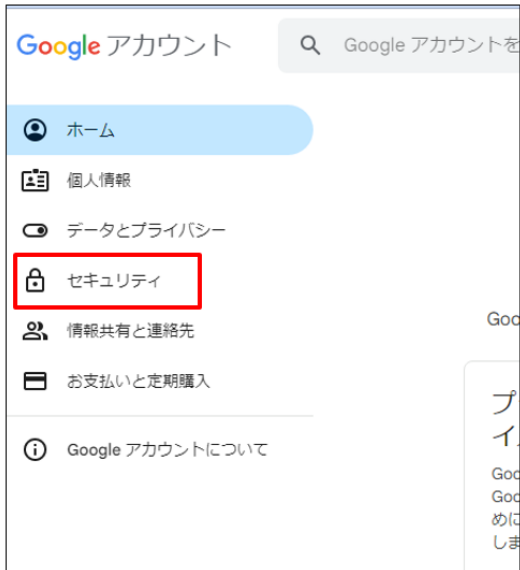 Google アカウント
Google アカウントを
ホーム
個人情報
データとプライバシー
セキュリティ
情報共有と連絡先
お支払いと定期購入
Google アカウントについて
Goo
プ
イ
Goo
Goo
めに
しま